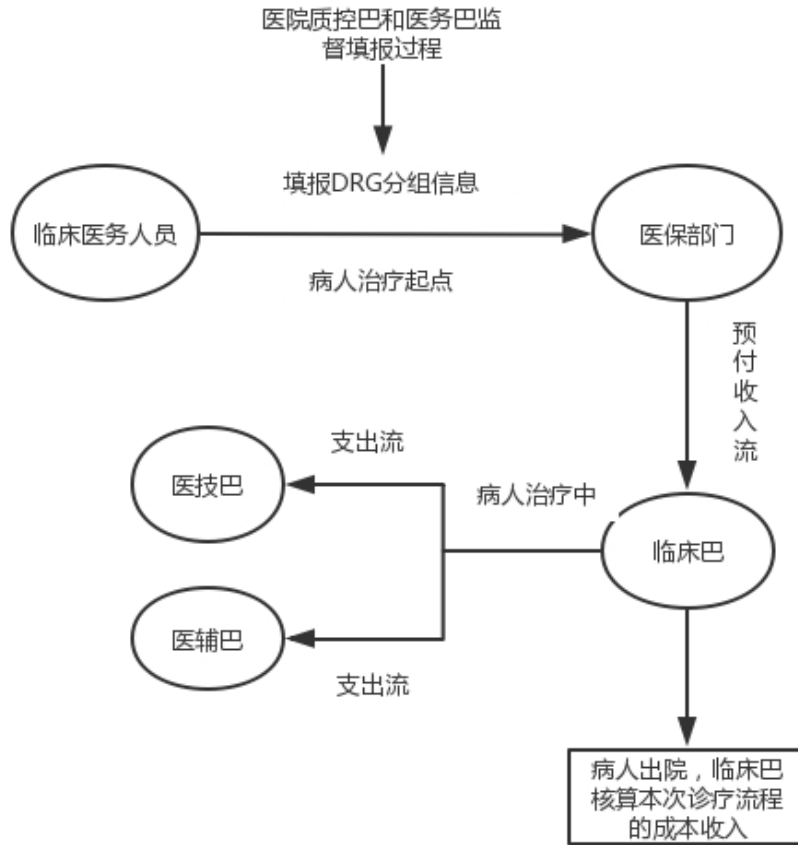 医院质控巴和医务巴监
督填报过程
填报DRG分组信息
临床医务人员
医保部门
病人治疗起点
预付收入流
支出流
医技巴
病人治疗中
临床巴
医辅巴
支出流
病人出院，临床巴
核算本次诊疗流程
的成本收入